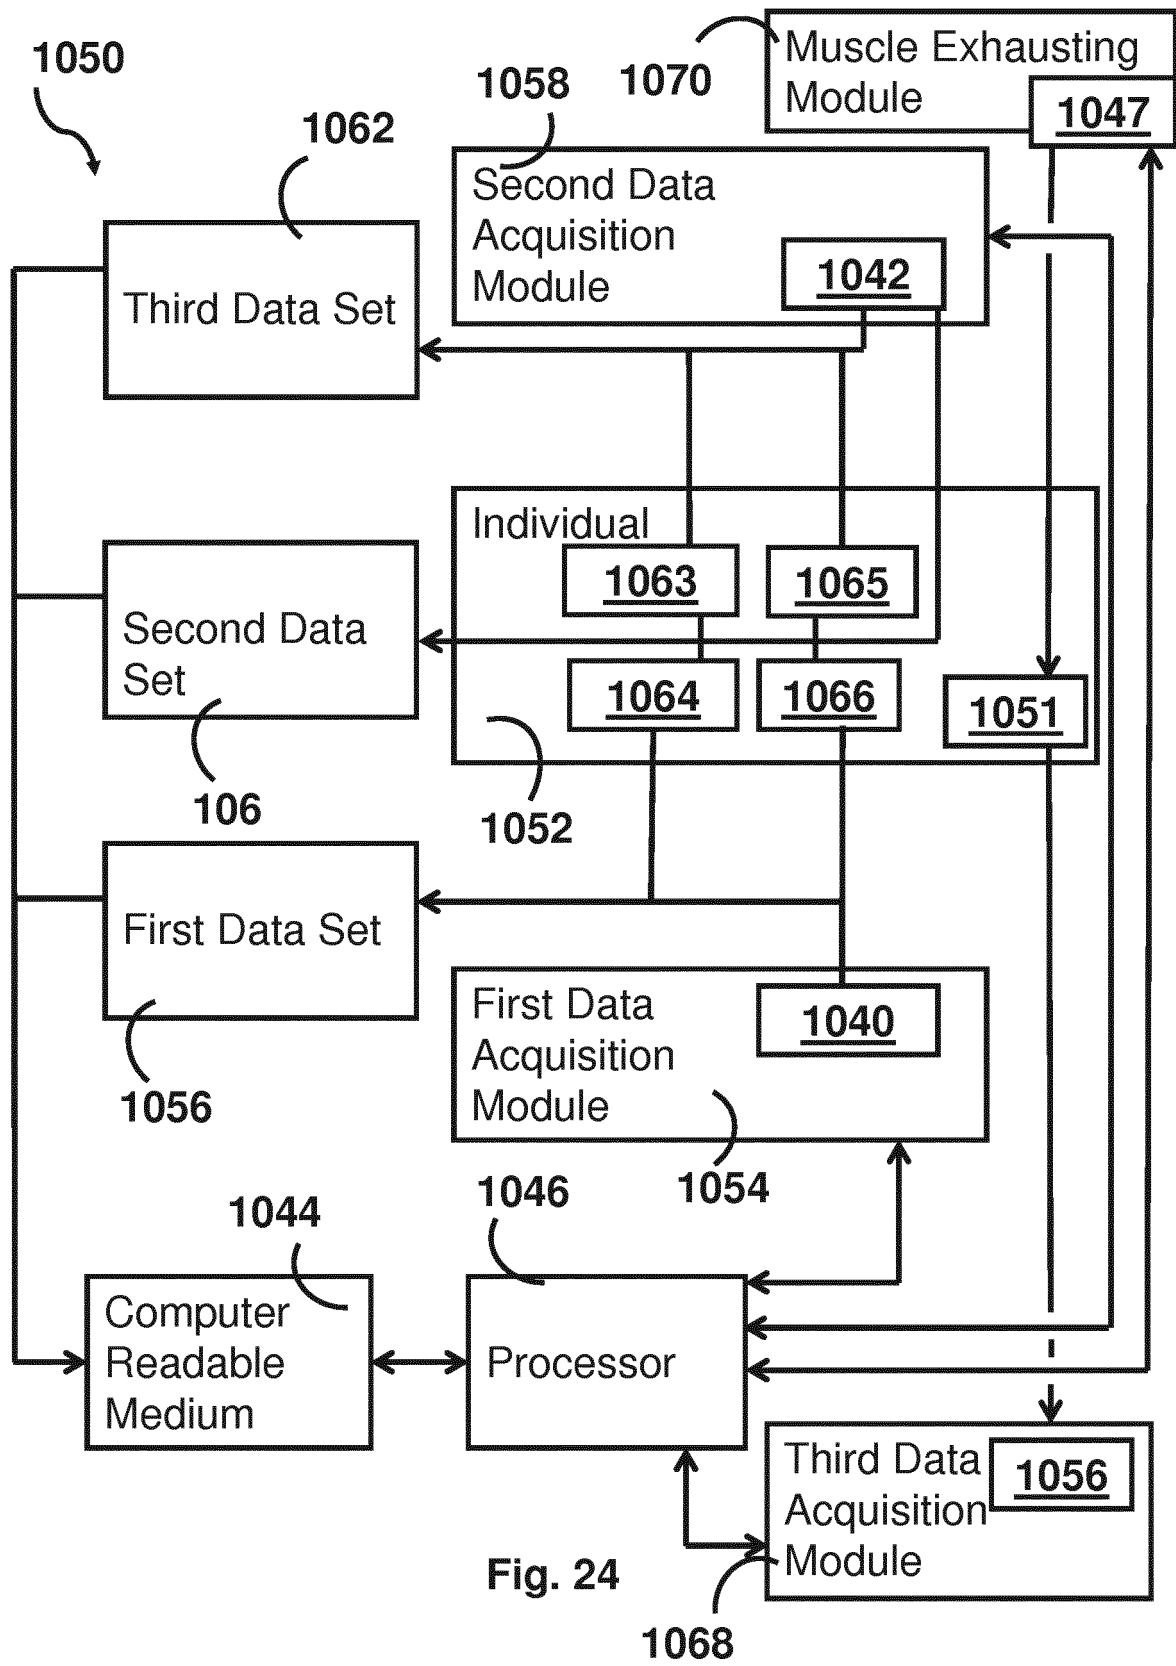 1050
1070
Muscle Exhausting
Module
1047
1058
1062
Second Data
Acquisition
Module
1042
Third Data Set
Individual
1063
1065
Second Data
Set
1064
1066
1051
106
1052
First Data Set
First Data
Acquisition
Module
1040
1056
1054
1046
1044
Computer
Readable
Medium
Processor
Third Data
Acquisition
Module
1056
Fig. 24
1068